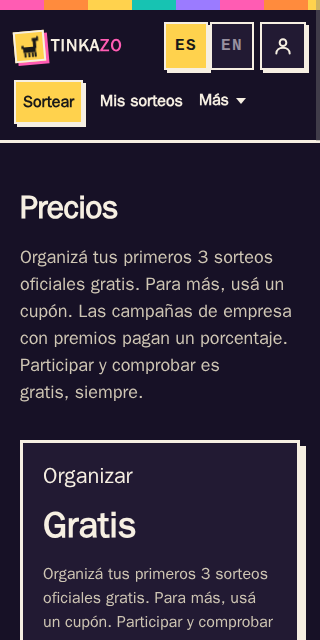 TINKAZO
ES
EN
Sortear
Mis sorteos
Más
Precios
Organizá tus primeros 3 sorteos
oficiales gratis. Para más, usá un
cupón. Las campañas de empresa
con premios pagan un porcentaje.
Participar y comprobar es
gratis, siempre.
Organizar
Gratis
Organizá tus primeros 3 sorteos
oficiales gratis. Para más, usá
un cupón. Participar y comprobar